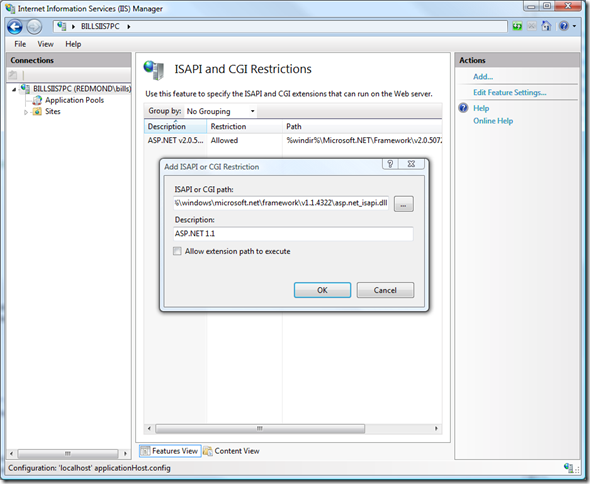 Internet Information Services (IIS) Manager
BILLSIIS7PC
File View Help
Connections
BILLSIIS7PC (REDMOND\bills)
Application Pools
Sites
ISAPI and CGI Restrictions
Use this feature to specify the ISAPI and CGI extensions that can run on the Web server.
Group by: No Grouping
Description Restriction Path
ASP.NET v2.0.5... Allowed %windir%\Microsoft.NET\Framework\v2.0.5072
Add ISAPI or CGI Restriction
ISAPI or CGI path:
\windows\microsoft.net\framework\v1.1.4322\asp.net_isapi.dll
...
Description:
ASP.NET 1.1
Allow extension path to execute
OK Cancel
Actions
Add...
Edit Feature Settings...
Help
Online Help
Features View Content View
Configuration: 'localhost' applicationHost.config